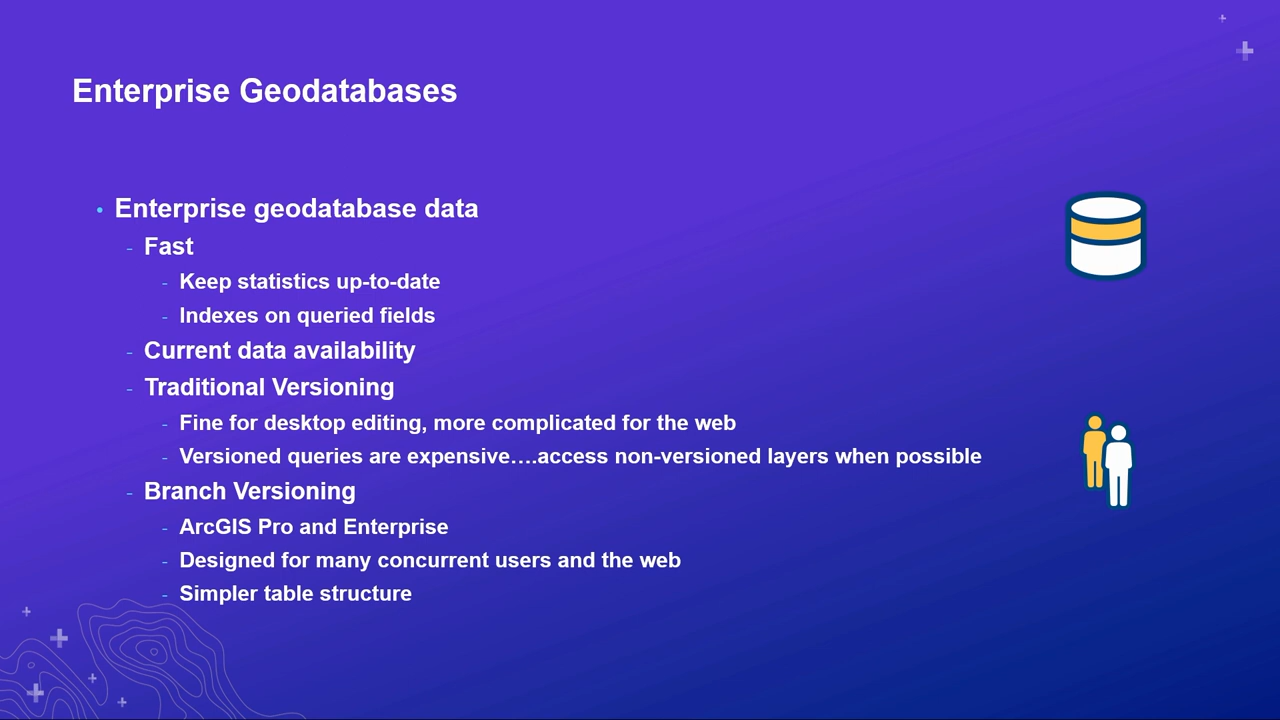 Enterprise Geodatabases
• Enterprise geodatabase data
- Fast
- Keep statistics up-to-date
- Indexes on queried fields
- Current data availability
- Traditional Versioning
- Fine for desktop editing, more complicated for the web
- Versioned queries are expensive….access non-versioned layers when possible
- Branch Versioning
- ArcGIS Pro and Enterprise
- Designed for many concurrent users and the web
- Simpler table structure